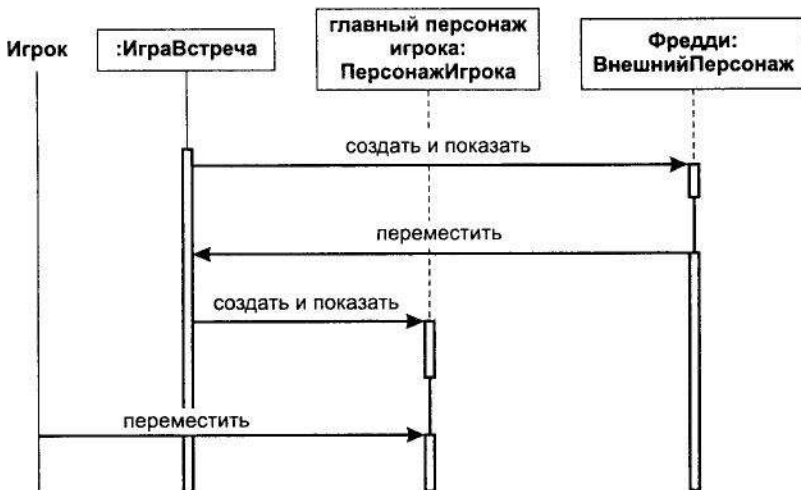 Игрок
:ИграВстреча
главный персонаж
игрока:
ПерсонажИгрока
Фредди:
ВнешнийПерсонаж
создать и показать
переместить
создать и показать
переместить